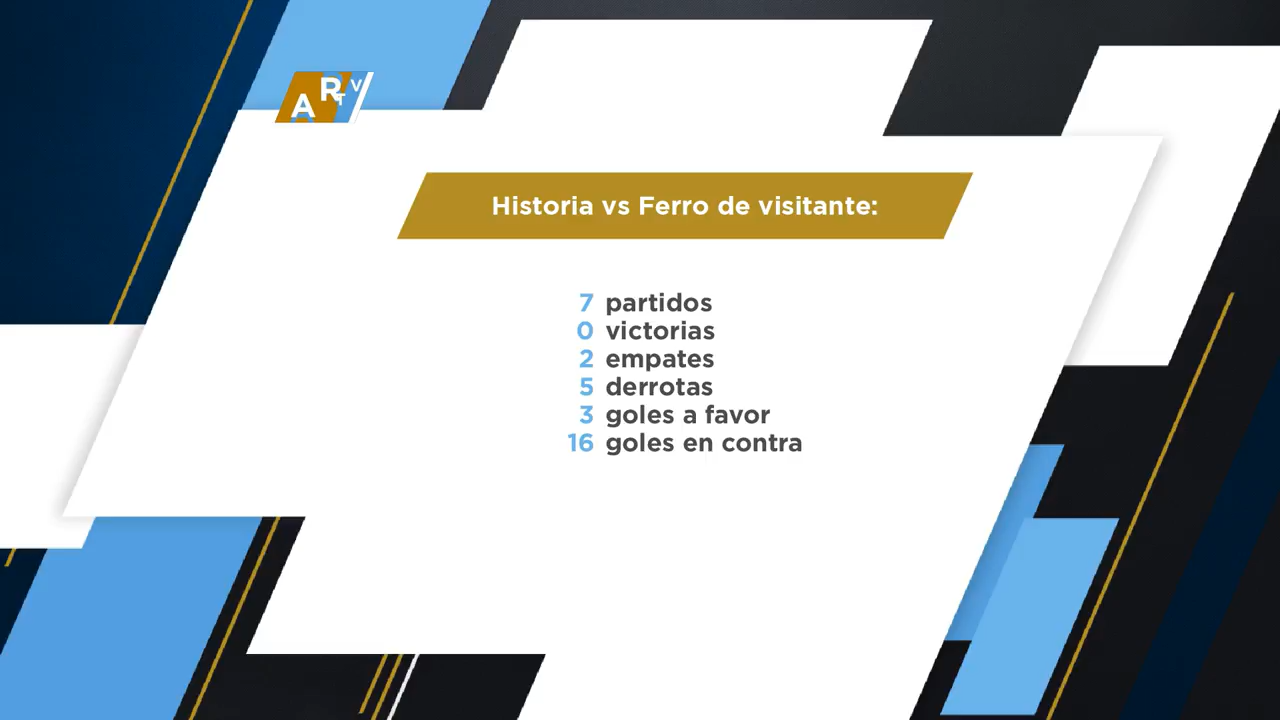 ARTV
Historia vs Ferro de visitante:
7 partidos
0 victorias
2 empates
5 derrotas
3 goles a favor
16 goles en contra